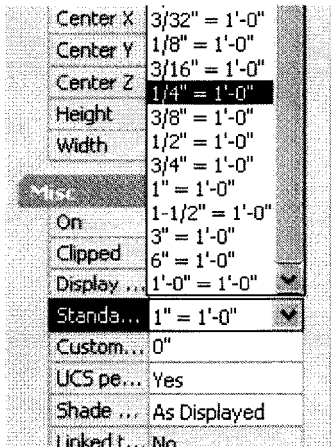 Center X 3/32" = 1'-0"
Center Y 1/8" = 1'-0"
3/16" = 1'-0"
Center Z 1/4" = 1'-0"
Height 3/8" = 1'-0"
Width 1/2" = 1'-0"
3/4" = 1'-0"
Misc 1" = 1'-0"
On 1-1/2" = 1'-0"
3" = 1'-0"
Clipped 6" = 1'-0"
Display ... 1'-0" = 1'-0"
Standa... 1" = 1'-0"
Custom... 0"
UCS pe... Yes
Shade ... As Displayed
Linked t... No